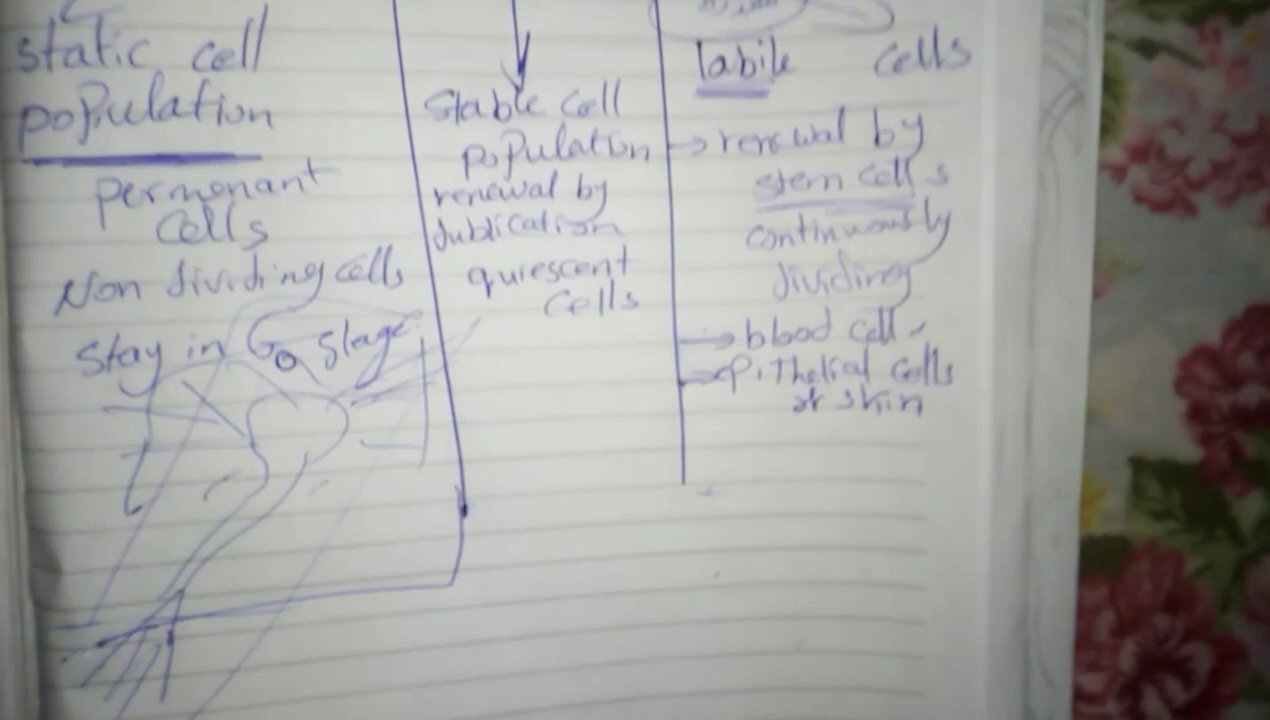 static cell
population
permenant
cells
Non dividing cells
stay in G0 stage
stable cell
population
renewal by
dublication
quiescent
cells
labile cells
→ renewal by
stem cells
continuously
dividing
→ blood cell
→ epithelial cells
of skin